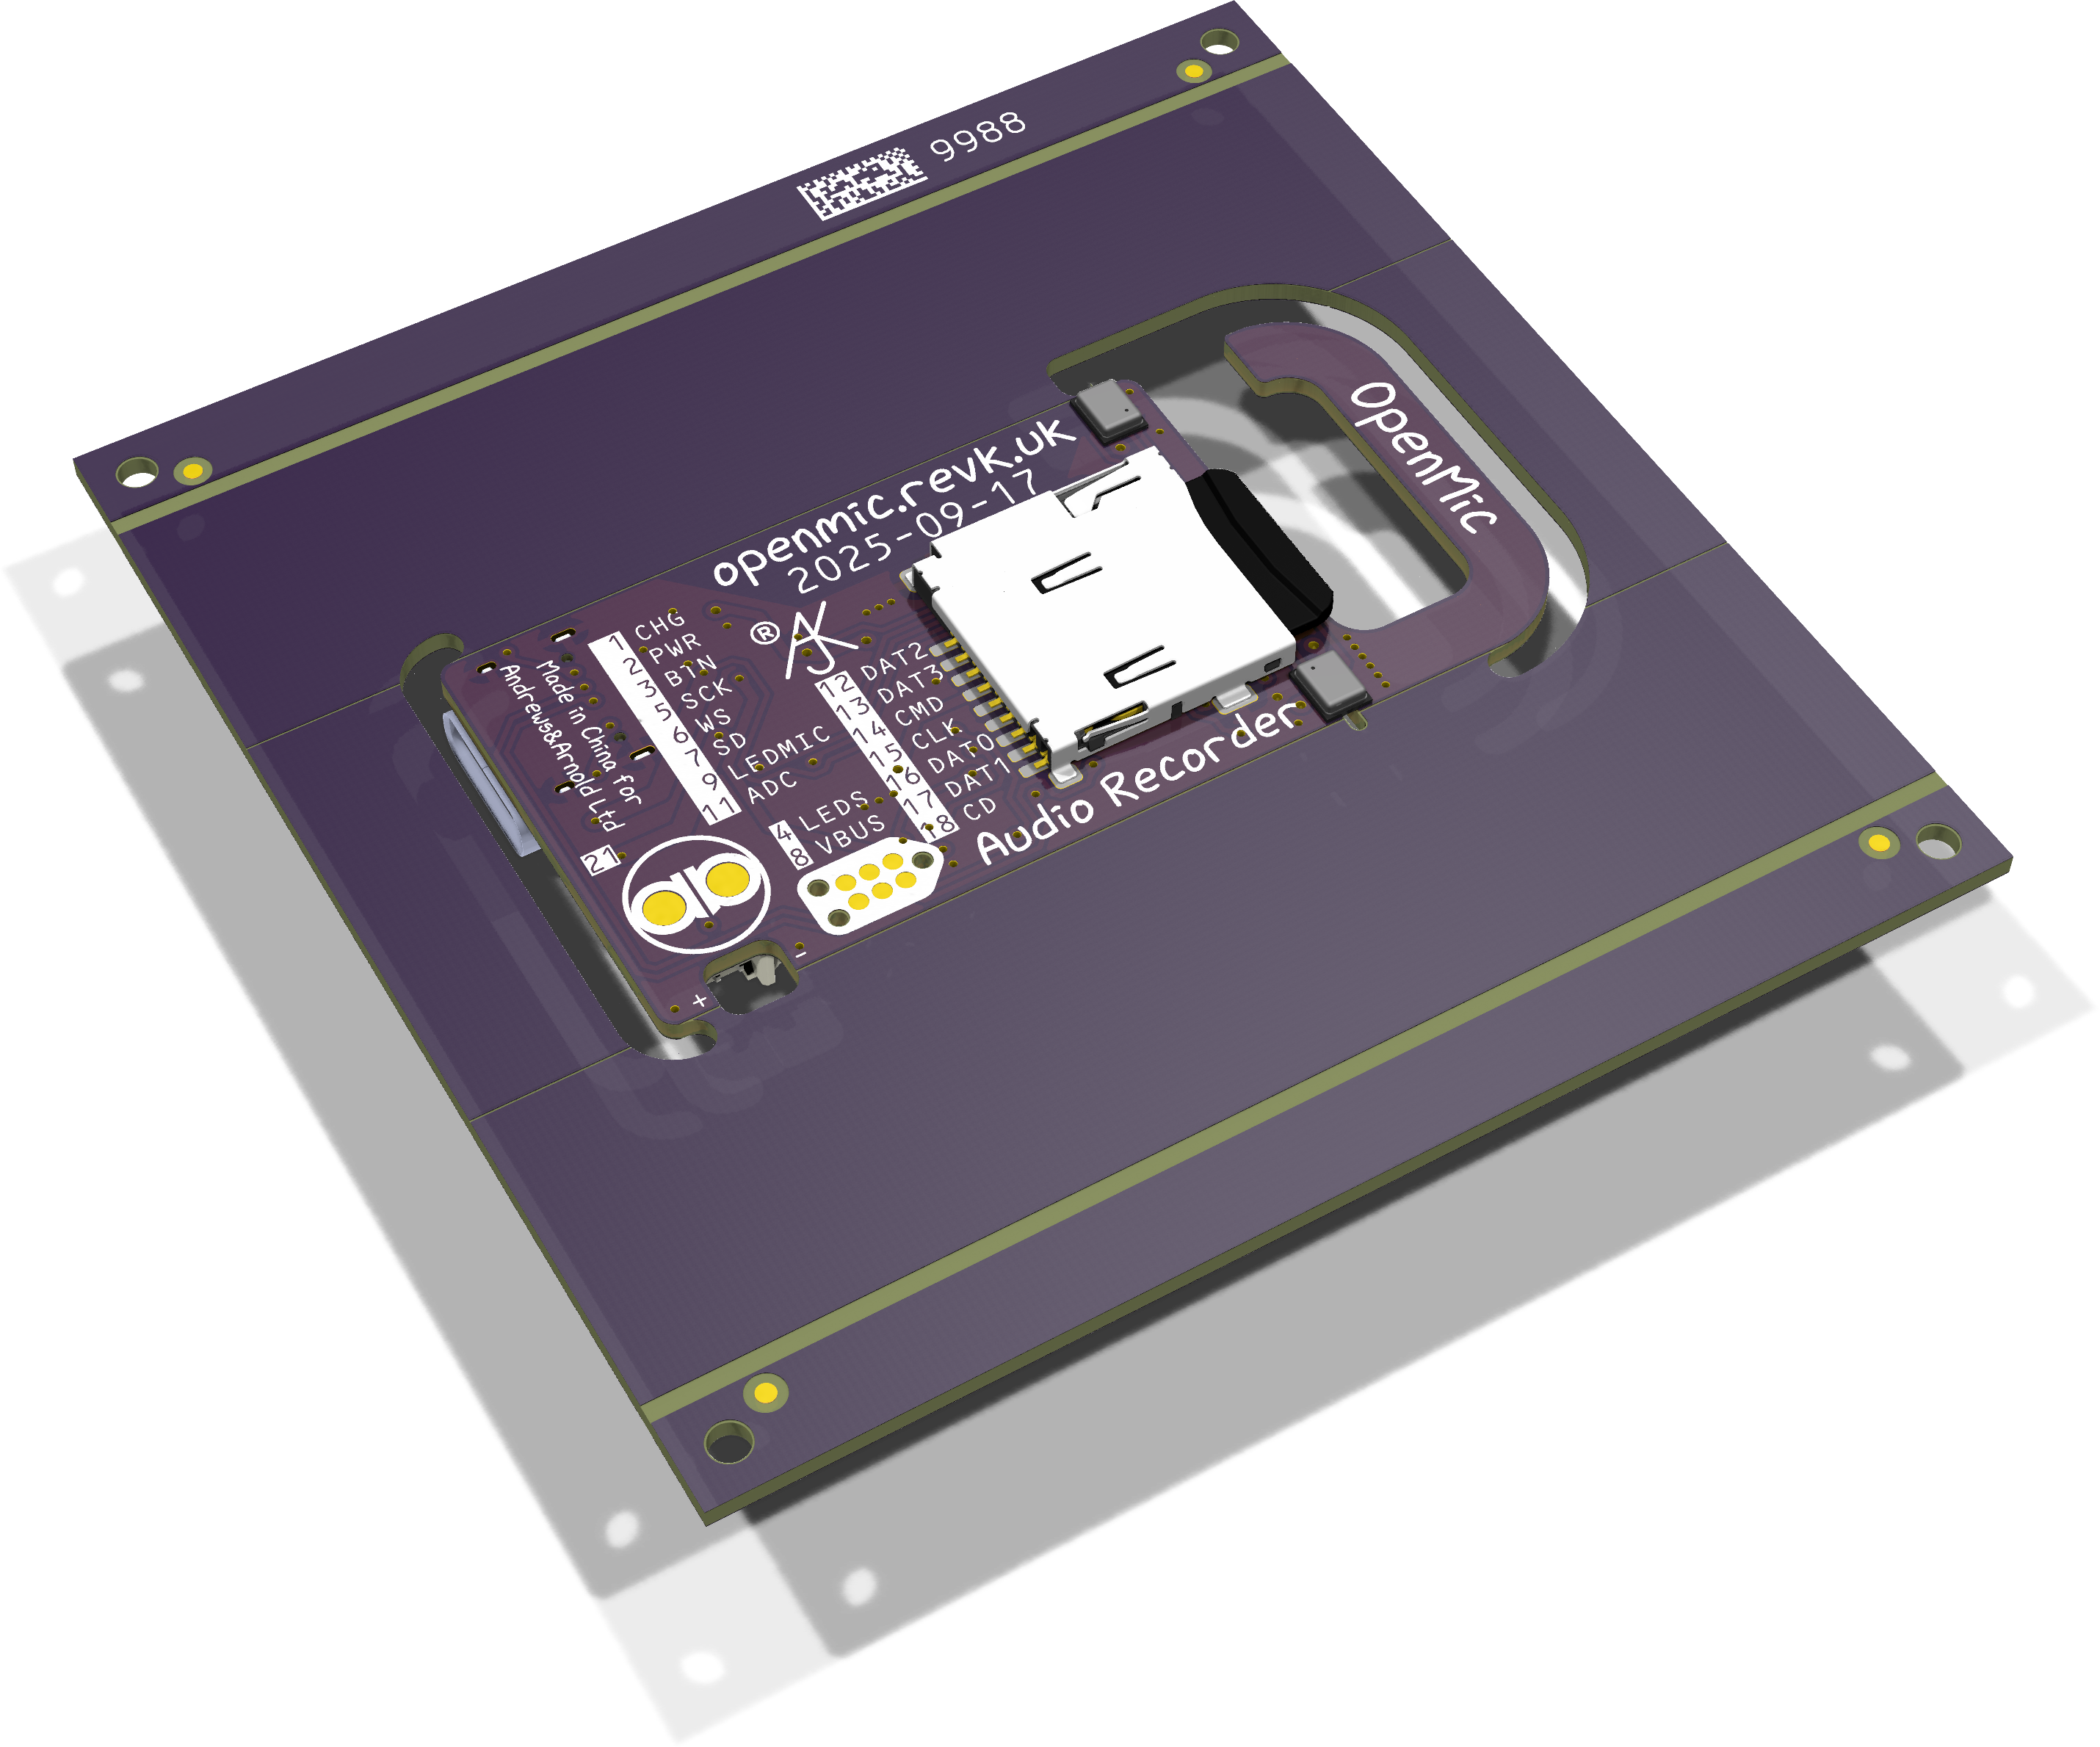 9988
OpenMic
openmic.revk.uk
2025-09-17
®AJK
Made in China for
Andrews&Arnold Ltd
1 CHG
2 PWR
3 BTN
5 SCK
6 WS
7 SD
9 LEDMIC
11 ADC
12 DAT2
13 DAT3
14 CMD
15 CLK
16 DAT0
17 DAT1
18 CD
4 LEDS
8 VBUS
21
Audio Recorder
+
-